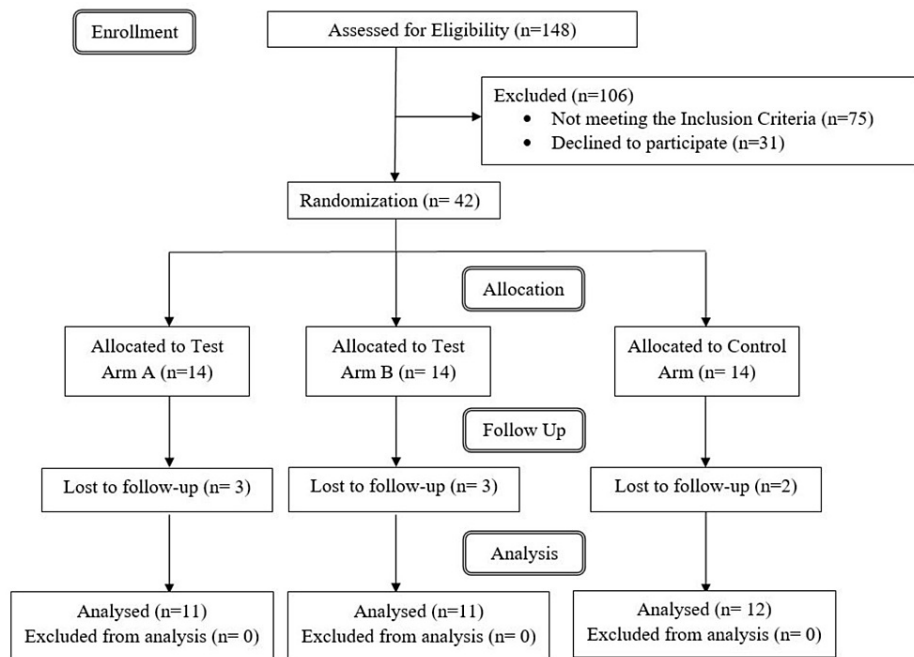 Enrollment
Assessed for Eligibility (n=148)
Excluded (n=106)
• Not meeting the Inclusion Criteria (n=75)
• Declined to participate (n=31)
Randomization (n= 42)
Allocation
Allocated to Test
Arm A (n=14)
Allocated to Test
Arm B (n= 14)
Allocated to Control
Arm (n= 14)
Follow Up
Lost to follow-up (n= 3)
Lost to follow-up (n= 3)
Lost to follow-up (n=2)
Analysis
Analysed (n=11)
Excluded from analysis (n= 0)
Analysed (n=11)
Excluded from analysis (n= 0)
Analysed (n= 12)
Excluded from analysis (n= 0)